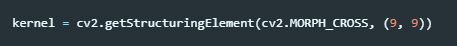 kernel = cv2.getStructuringElement(cv2.MORPH_CROSS, (9, 9))